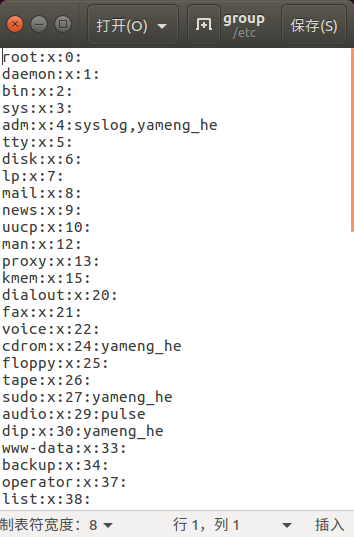 打开(O)
group
/etc
保存(S)
root:x:0:
daemon:x:1:
bin:x:2:
sys:x:3:
adm:x:4:syslog,yameng_he
tty:x:5:
disk:x:6:
lp:x:7:
mail:x:8:
news:x:9:
uucp:x:10:
man:x:12:
proxy:x:13:
kmem:x:15:
dialout:x:20:
fax:x:21:
voice:x:22:
cdrom:x:24:yameng_he
floppy:x:25:
tape:x:26:
sudo:x:27:yameng_he
audio:x:29:pulse
dip:x:30:yameng_he
www-data:x:33:
backup:x:34:
operator:x:37:
list:x:38:
制表符宽度：8
行 1，列 1
插入